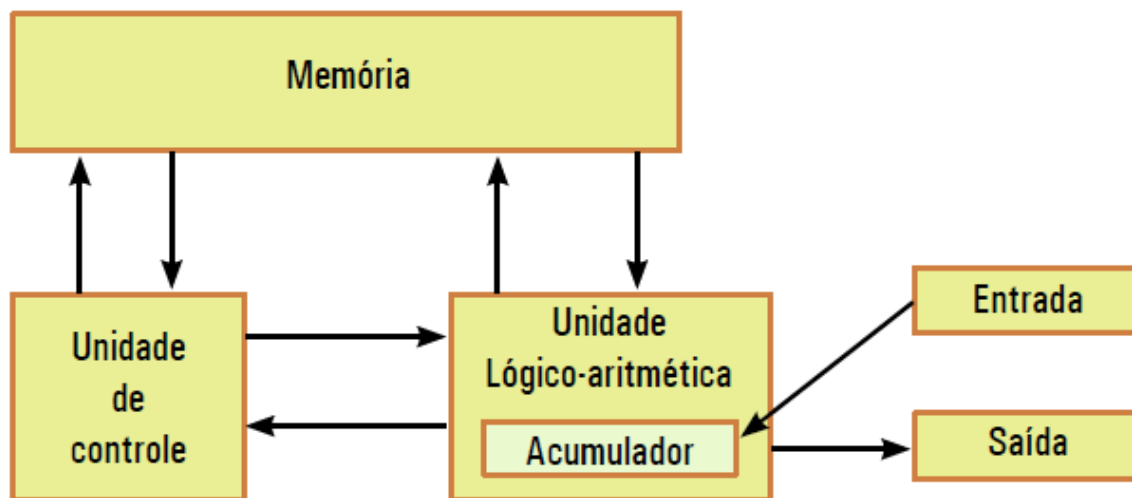 Memória
Unidade
de
controle
Unidade
Lógico-aritmética
Acumulador
Entrada
Saída